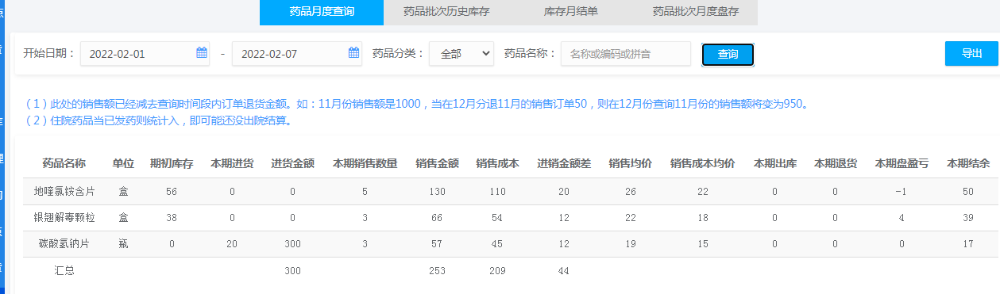 药品月度查询 药品批次历史库存 库存月结单 药品批次月度盘存
开始日期： 2022-02-01 - 2022-02-07 药品分类： 全部 药品名称： 名称或编码或拼音 查询 导出
（1）此处的销售额已经减去查询时间段内订单退货金额。如：11月份销售额是1000，当在12月分退11月的销售订单50，则在12月份查询11月份的销售额将变为950。
（2）住院药品当已发药则统计入，即可能还没出院结算。
药品名称 单位 期初库存 本期进货 进货金额 本期销售数量 销售金额 销售成本 进销金额差 销售均价 销售成本均价 本期出库 本期退货 本期盘盈亏 本期结余
地喹氯铵含片 盒 56 0 0 5 130 110 20 26 22 0 0 -1 50
银翘解毒颗粒 盒 38 0 0 3 66 54 12 22 18 0 0 4 39
碳酸氢钠片 瓶 0 20 300 3 57 45 12 19 15 0 0 0 17
汇总 300 253 209 44